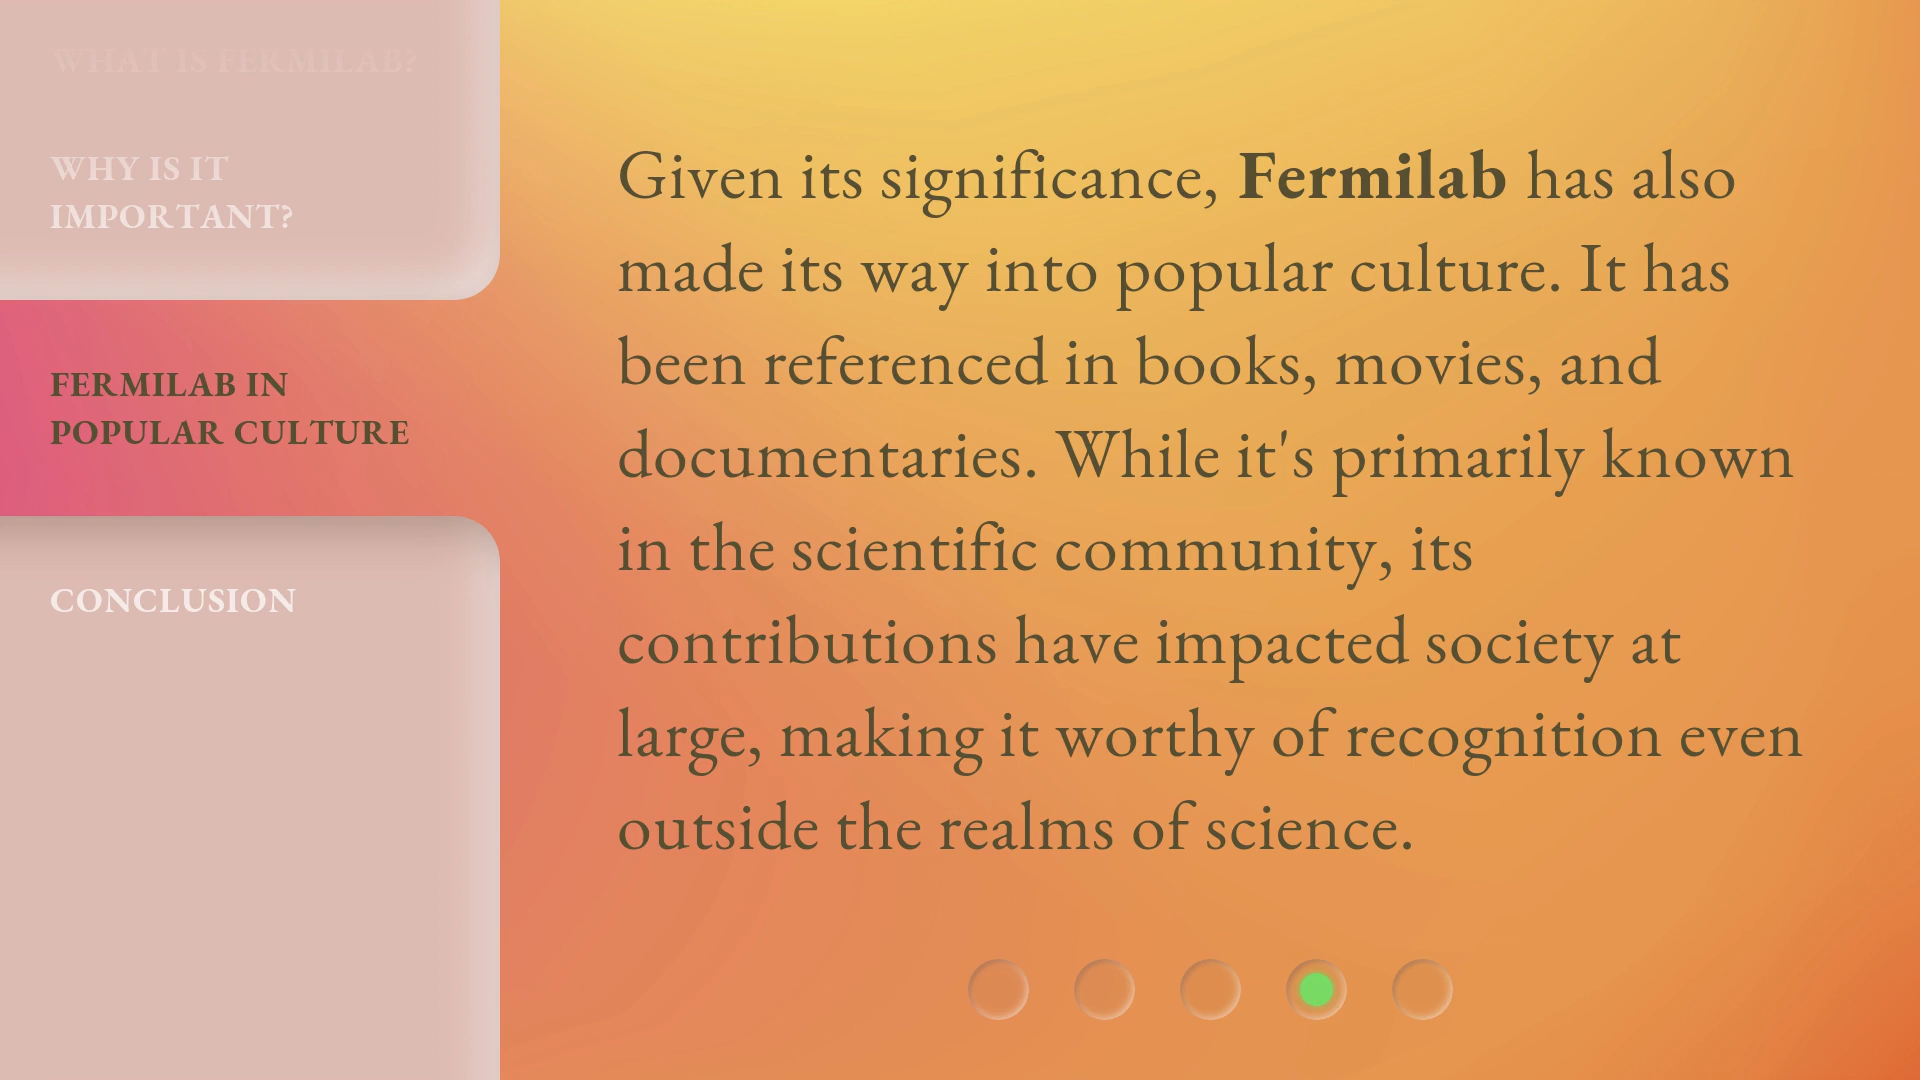 WHAT IS FERMILAB?
WHY IS IT
IMPORTANT?
FERMILAB IN
POPULAR CULTURE
CONCLUSION
Given its significance, Fermilab has also
made its way into popular culture. It has
been referenced in books, movies, and
documentaries. While it's primarily known
in the scientific community, its
contributions have impacted society at
large, making it worthy of recognition even
outside the realms of science.